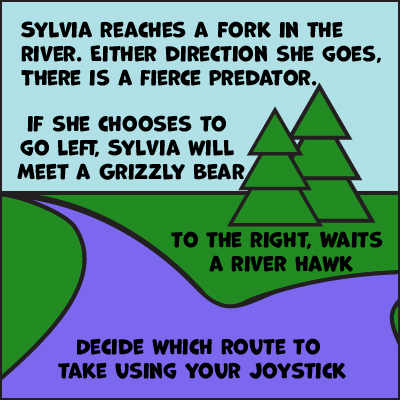 SYLVIA REACHES A FORK IN THE
RIVER. EITHER DIRECTION SHE GOES,
THERE IS A FIERCE PREDATOR.
IF SHE CHOOSES TO
GO LEFT, SYLVIA WILL
MEET A GRIZZLY BEAR
TO THE RIGHT, WAITS
A RIVER HAWK
DECIDE WHICH ROUTE TO
TAKE USING YOUR JOYSTICK